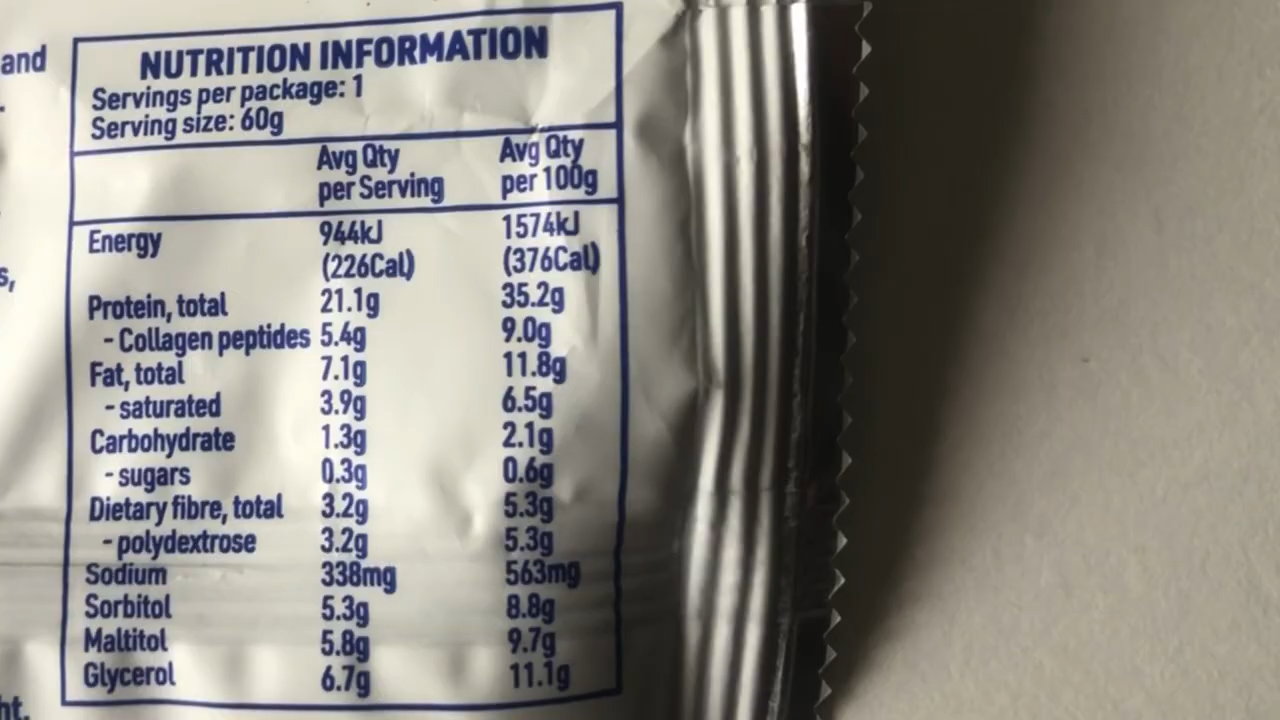 and
NUTRITION INFORMATION
Servings per package: 1
Serving size: 60g
Avg Qty per Serving Avg Qty per 100g
Energy 944kJ 1574kJ
(226Cal) (376Cal)
Protein, total 21.1g 35.2g
- Collagen peptides 5.4g 9.0g
Fat, total 7.1g 11.8g
- saturated 3.9g 6.5g
Carbohydrate 1.3g 2.1g
- sugars 0.3g 0.6g
Dietary fibre, total 3.2g 5.3g
- polydextrose 3.2g 5.3g
Sodium 338mg 563mg
Sorbitol 5.3g 8.8g
Maltitol 5.8g 9.7g
Glycerol 6.7g 11.1g